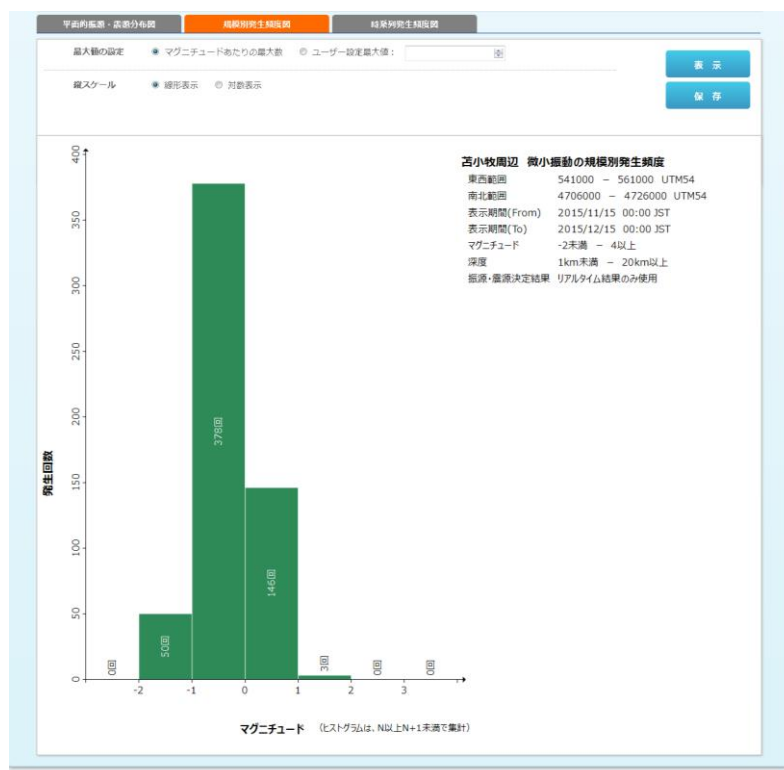 平面的振源・震源分布図 規模別発生頻度図 時系列発生頻度図
最大値の設定 マグニチュードあたりの最大数 ユーザー設定最大値：
表 示
縦スケール 線形表示 対数表示
保 存
苫小牧周辺 微小振動の規模別発生頻度
東西範囲 541000 － 561000 UTM54
南北範囲 4706000 － 4726000 UTM54
表示期間(From) 2015/11/15 00:00 JST
表示期間(To) 2015/12/15 00:00 JST
マグニチュード -2未満 － 4以上
深度 1km未満 － 20km以上
振源・震源決定結果 リアルタイム結果のみ使用
発生回数
400
350
300
250
200
150
100
50
0
0回
50回
378回
146回
3回
0回
0回
-2 -1 0 1 2 3
マグニチュード （ヒストグラムは、N以上N+1未満で集計）